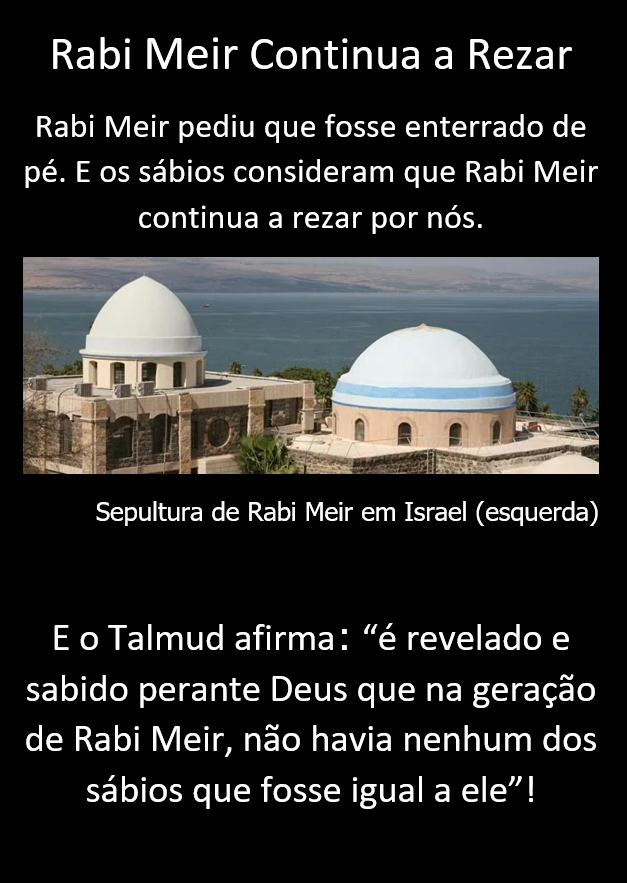 Rabi Meir Continua a Rezar
Rabi Meir pediu que fosse enterrado de
pé. E os sábios consideram que Rabi Meir
continua a rezar por nós.
Sepultura de Rabi Meir em Israel (esquerda)
E o Talmud afirma: “é revelado e
sabido perante Deus que na geração
de Rabi Meir, não havia nenhum dos
sábios que fosse igual a ele”!